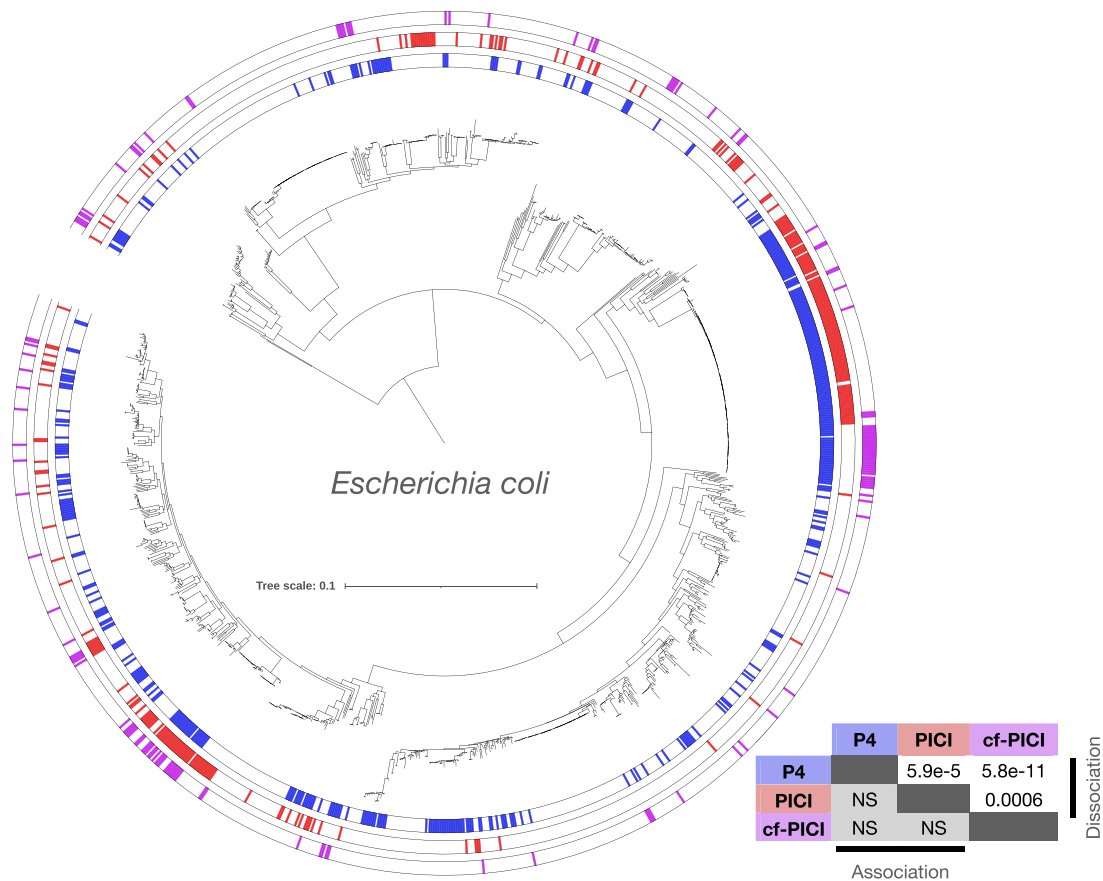 Escherichia coli
Tree scale: 0.1
P4 PICI cf-PICI
P4 5.9e-5 5.8e-11
PICI NS 0.0006
cf-PICI NS NS
Dissociation
Association